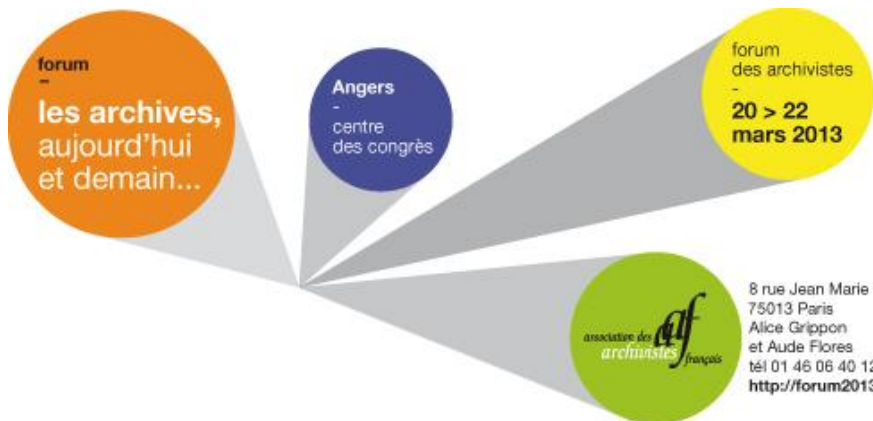 forum
-
les archives,
aujourd'hui
et demain...
Angers
-
centre
des congrès
forum
des archivistes
-
20 > 22
mars 2013
association des aaf
archivistes français
8 rue Jean Marie
75013 Paris
Alice Grippon
et Aude Flores
tél 01 46 06 40 12
http://forum2013